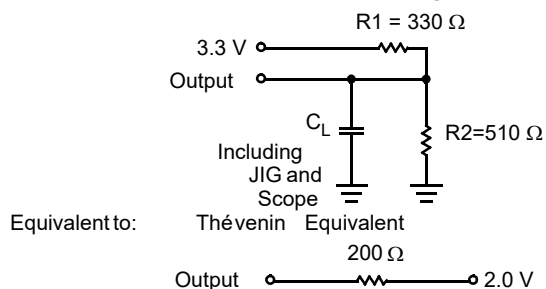 R1 = 330 Ω
3.3 V
Output
CL
R2=510 Ω
Including
JIG and
Scope
Equivalent to: Thévenin Equivalent
200 Ω
Output 2.0 V